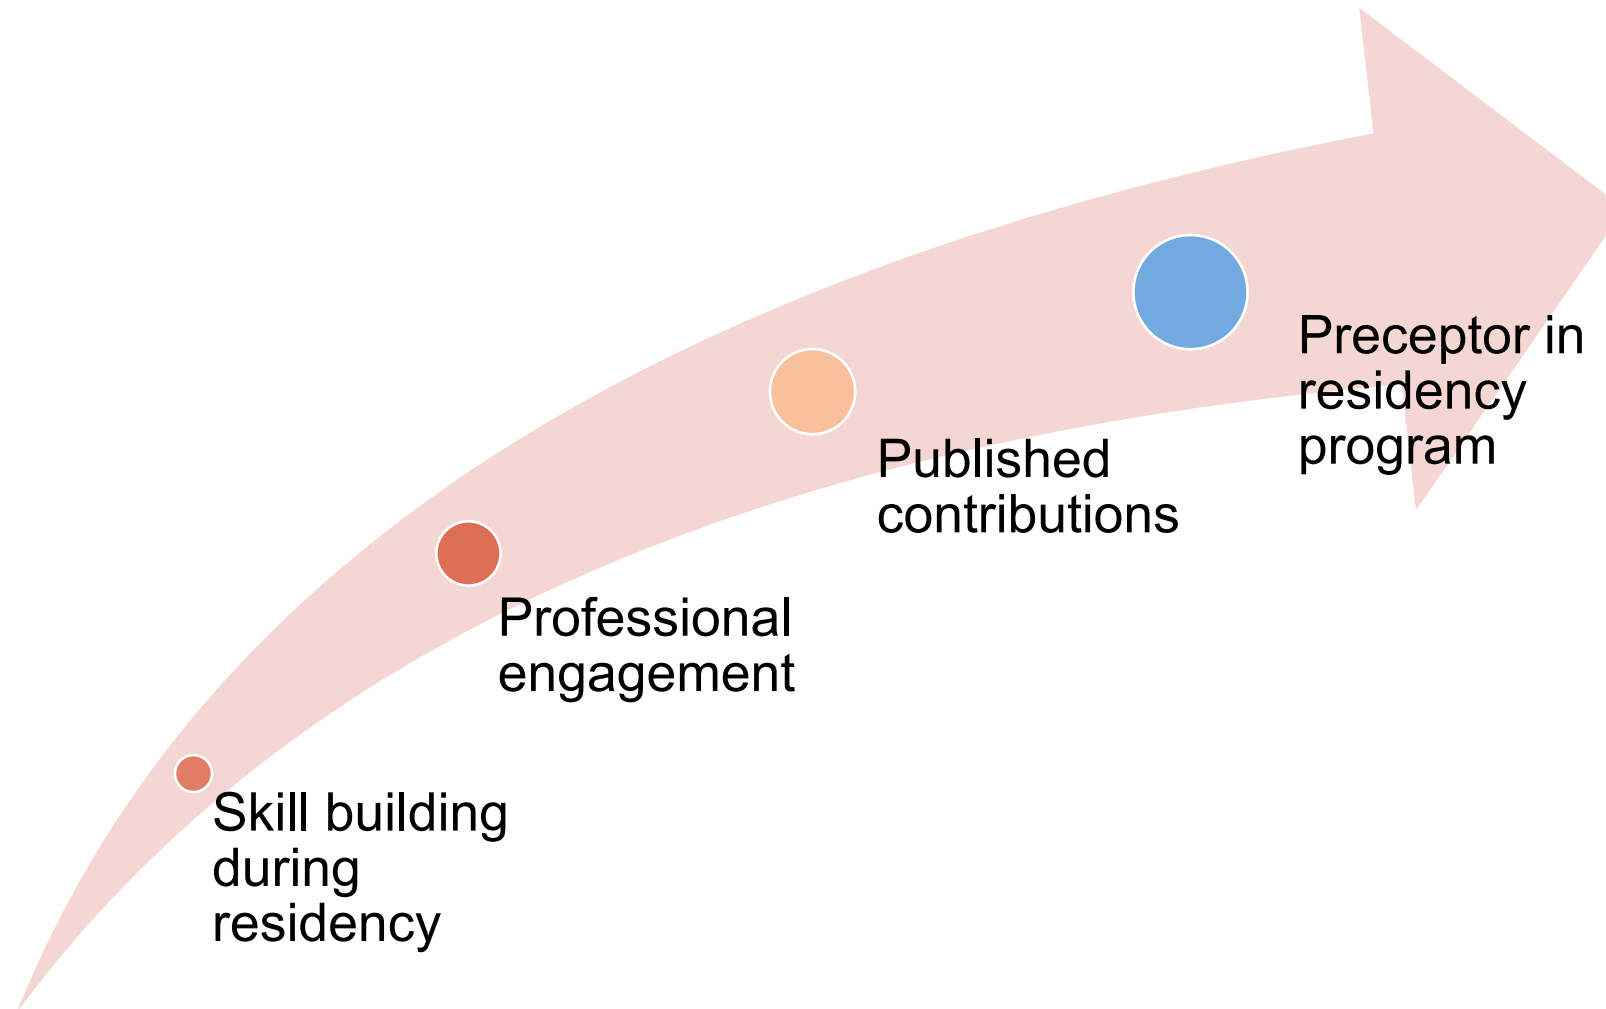 Skill building
during
residency
Professional
engagement
Published
contributions
Preceptor in
residency
program